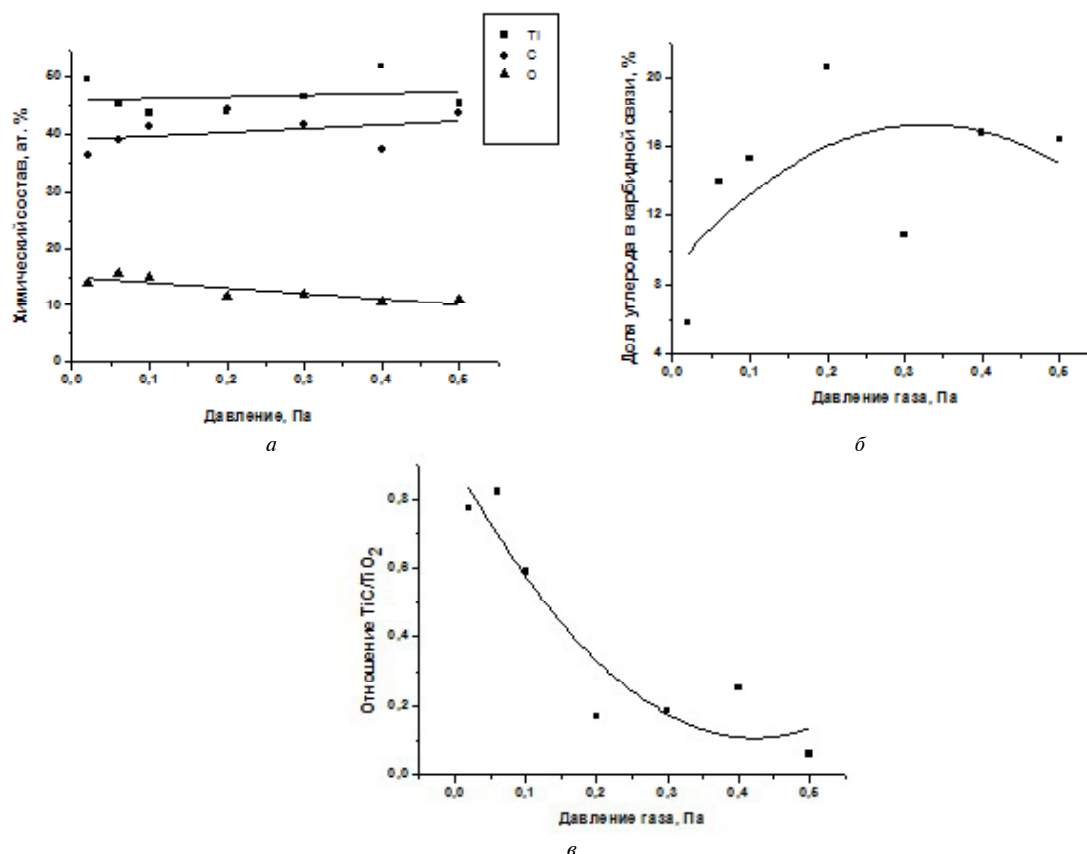 Ti
C
O
Химический состав, ат. %
50
40
30
20
10
0
0,0 0,1 0,2 0,3 0,4 0,5
Давление, Па
а
Доля углерода в карбидной связи, %
20
16
12
8
4
0,0 0,1 0,2 0,3 0,4 0,5
Давление газа, Па
б
Отношение TiC/TiO2
0,8
0,6
0,4
0,2
0,0
0,0 0,1 0,2 0,3 0,4 0,5
Давление газа, Па
в